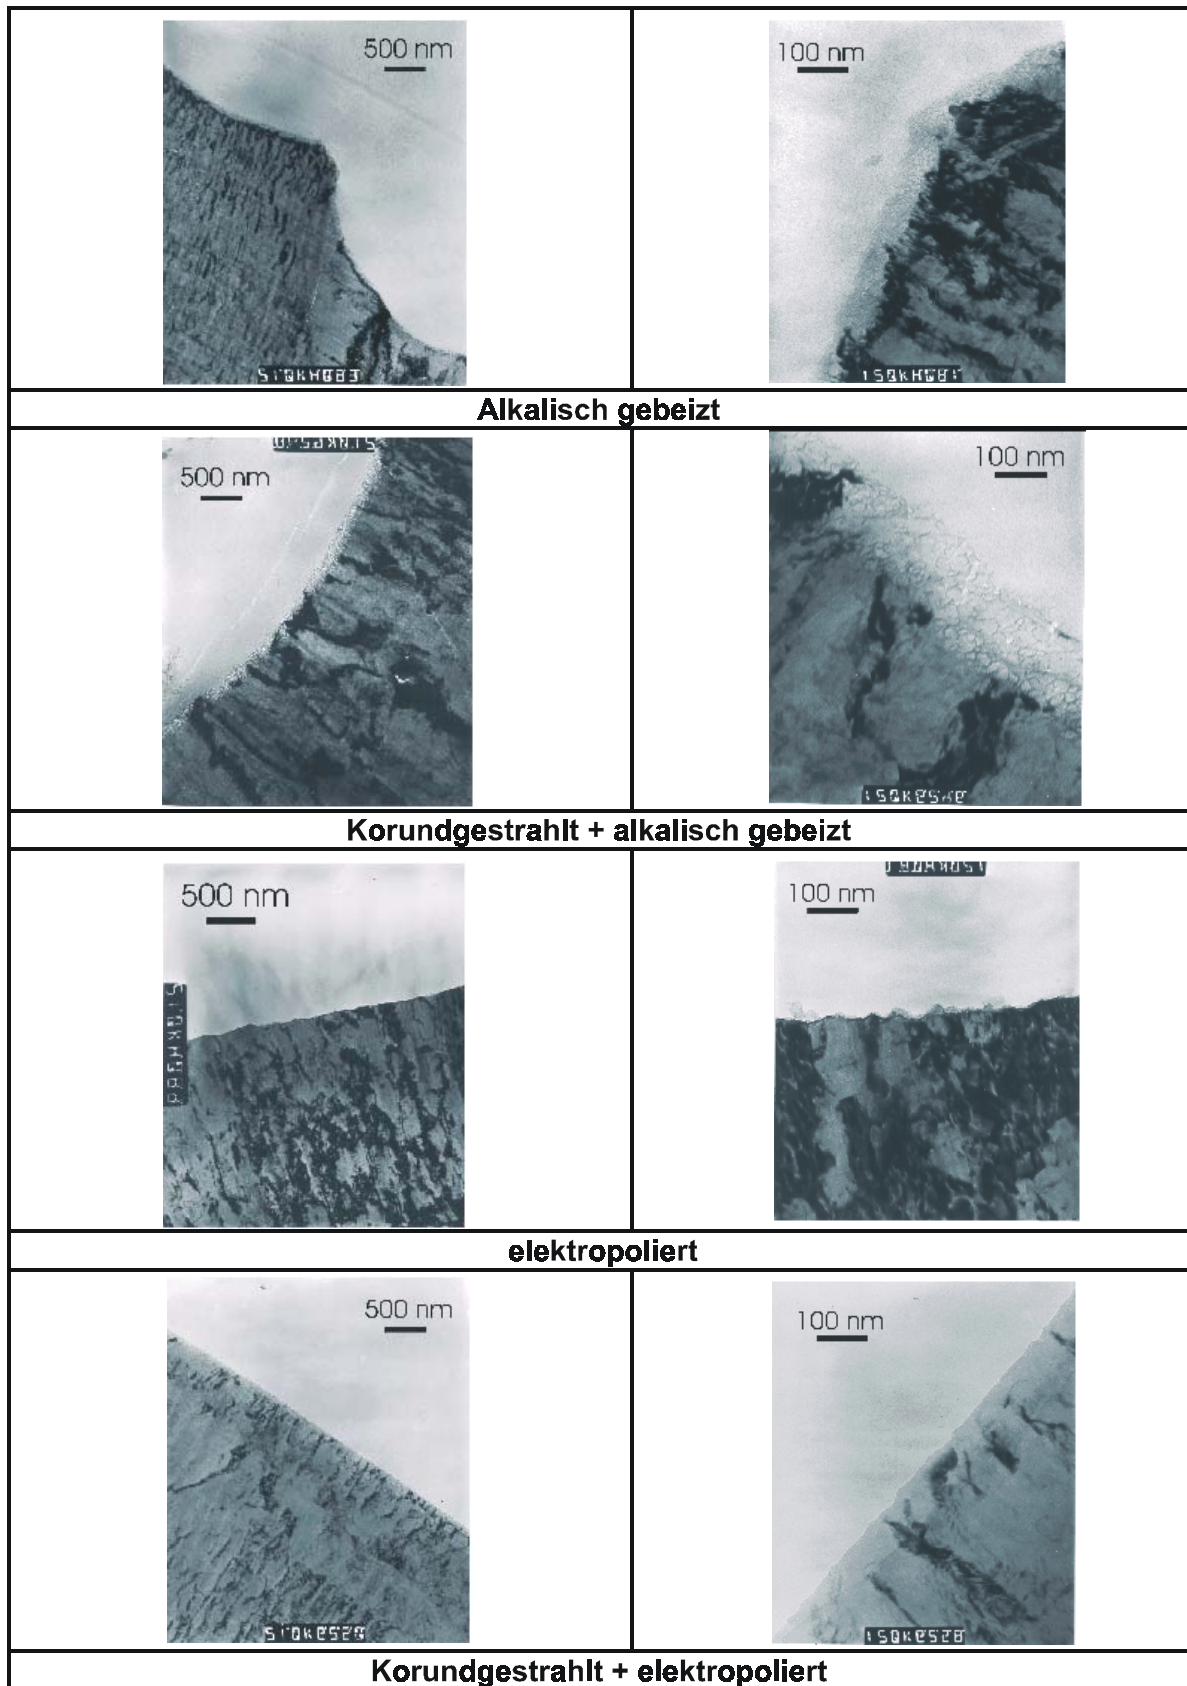 500 nm
100 nm
Alkalisch gebeizt
500 nm
100 nm
Korundgestrahlt + alkalisch gebeizt
500 nm
100 nm
elektropoliert
500 nm
100 nm
Korundgestrahlt + elektropoliert